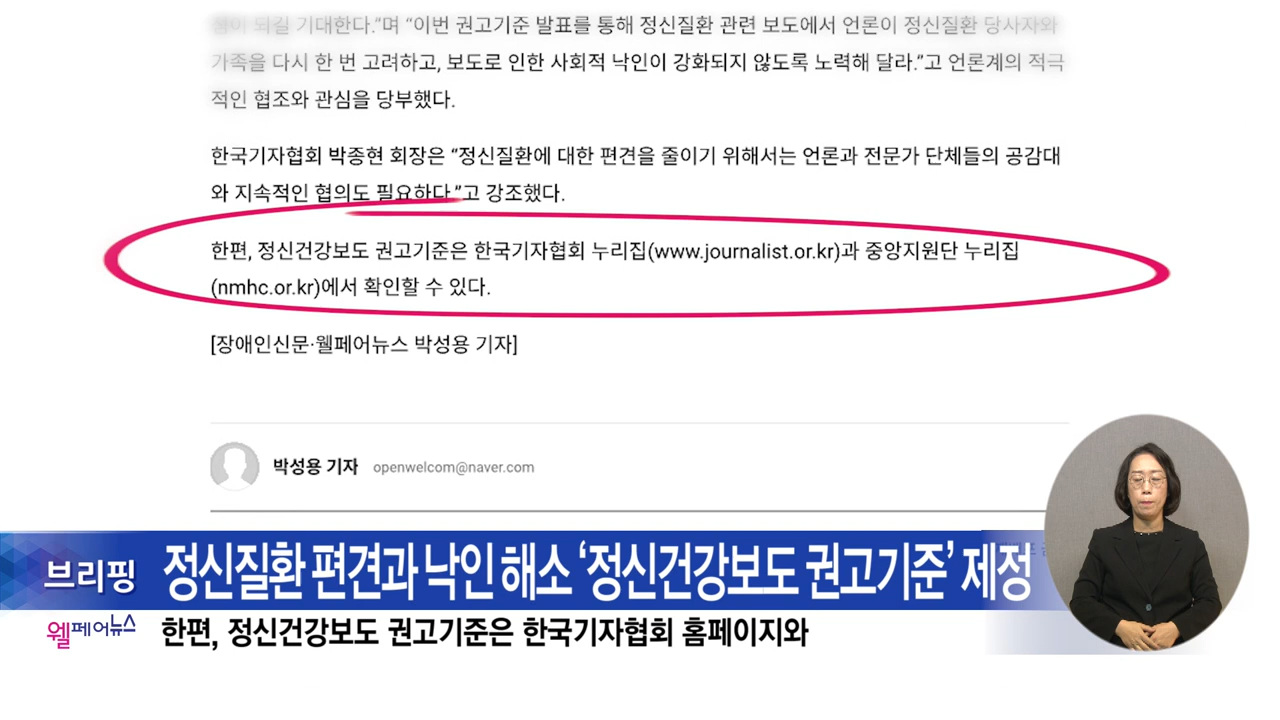 점이 되길 기대한다.”며 “이번 권고기준 발표를 통해 정신질환 관련 보도에서 언론이 정신질환 당사자와
가족을 다시 한 번 고려하고, 보도로 인한 사회적 낙인이 강화되지 않도록 노력해 달라.”고 언론계의 적극
적인 협조와 관심을 당부했다.
한국기자협회 박종현 회장은 “정신질환에 대한 편견을 줄이기 위해서는 언론과 전문가 단체들의 공감대
와 지속적인 협의도 필요하다.”고 강조했다.
한편, 정신건강보도 권고기준은 한국기자협회 누리집(www.journalist.or.kr)과 중앙지원단 누리집
(nmhc.or.kr)에서 확인할 수 있다.
[장애인신문·웰페어뉴스 박성용 기자]
박성용 기자 openwelcom@naver.com
브리핑 정신질환 편견과 낙인 해소 ‘정신건강보도 권고기준’ 제정
웰페어뉴스 한편, 정신건강보도 권고기준은 한국기자협회 홈페이지와